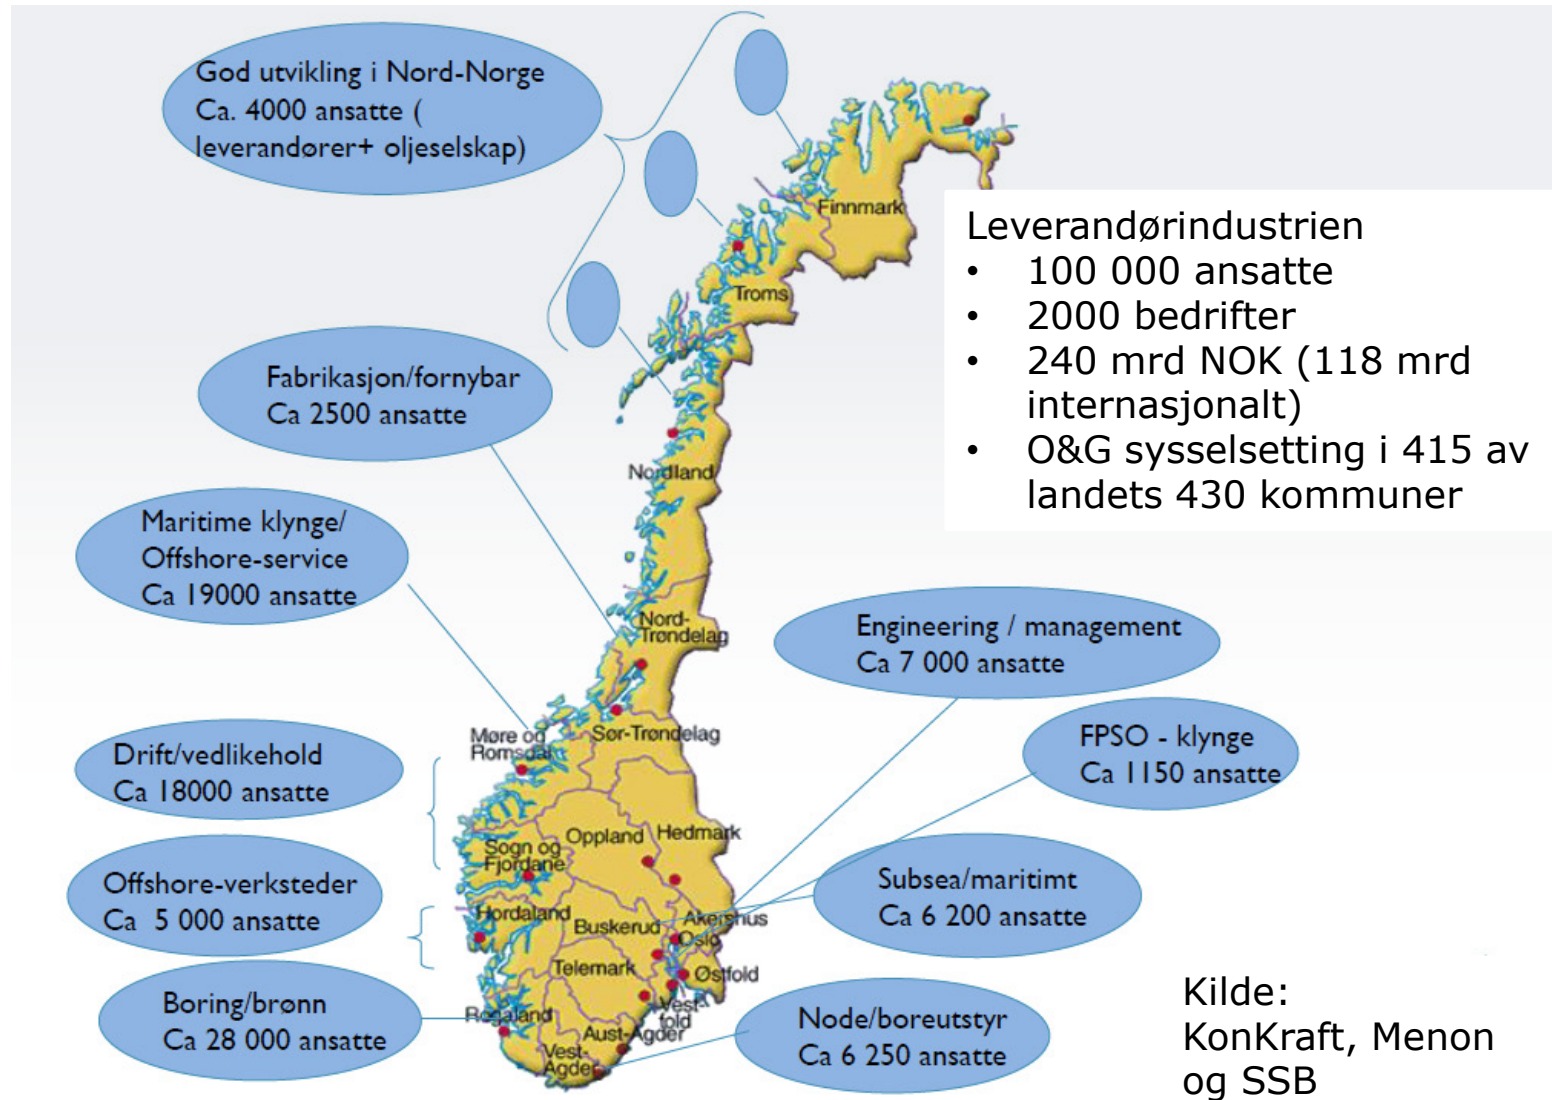 God utvikling i Nord-Norge
Ca. 4000 ansatte (
leverandører+ oljeselskap)
Fabrikasjon/fornybar
Ca 2500 ansatte
Maritime klynge/
Offshore-service
Ca 19000 ansatte
Drift/vedlikehold
Ca 18000 ansatte
Offshore-verksteder
Ca 5 000 ansatte
Boring/brønn
Ca 28 000 ansatte
Finnmark
Troms
Nordland
Nord-
Trøndelag
Sør-Trøndelag
Møre og
Romsdal
Oppland
Hedmark
Sogn og
Fjordane
Hordaland
Buskerud
Akershus
Oslo
Telemark
Østfold
Vest-
fold
Rogaland
Aust-Agder
Vest-
Agder
Leverandørindustrien
• 100 000 ansatte
• 2000 bedrifter
• 240 mrd NOK (118 mrd
internasjonalt)
• O&G sysselsetting i 415 av
landets 430 kommuner
Engineering / management
Ca 7 000 ansatte
FPSO - klynge
Ca 1150 ansatte
Subsea/maritimt
Ca 6 200 ansatte
Node/boreutstyr
Ca 6 250 ansatte
Kilde:
KonKraft, Menon
og SSB